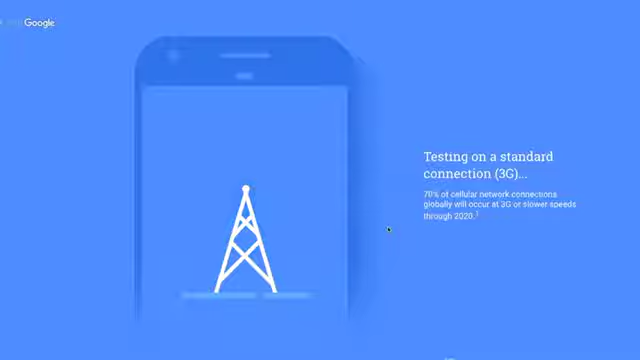 Google
Testing on a standard
connection (3G)...
70% of cellular network connections
globally will occur at 3G or slower speeds
through 2020.1